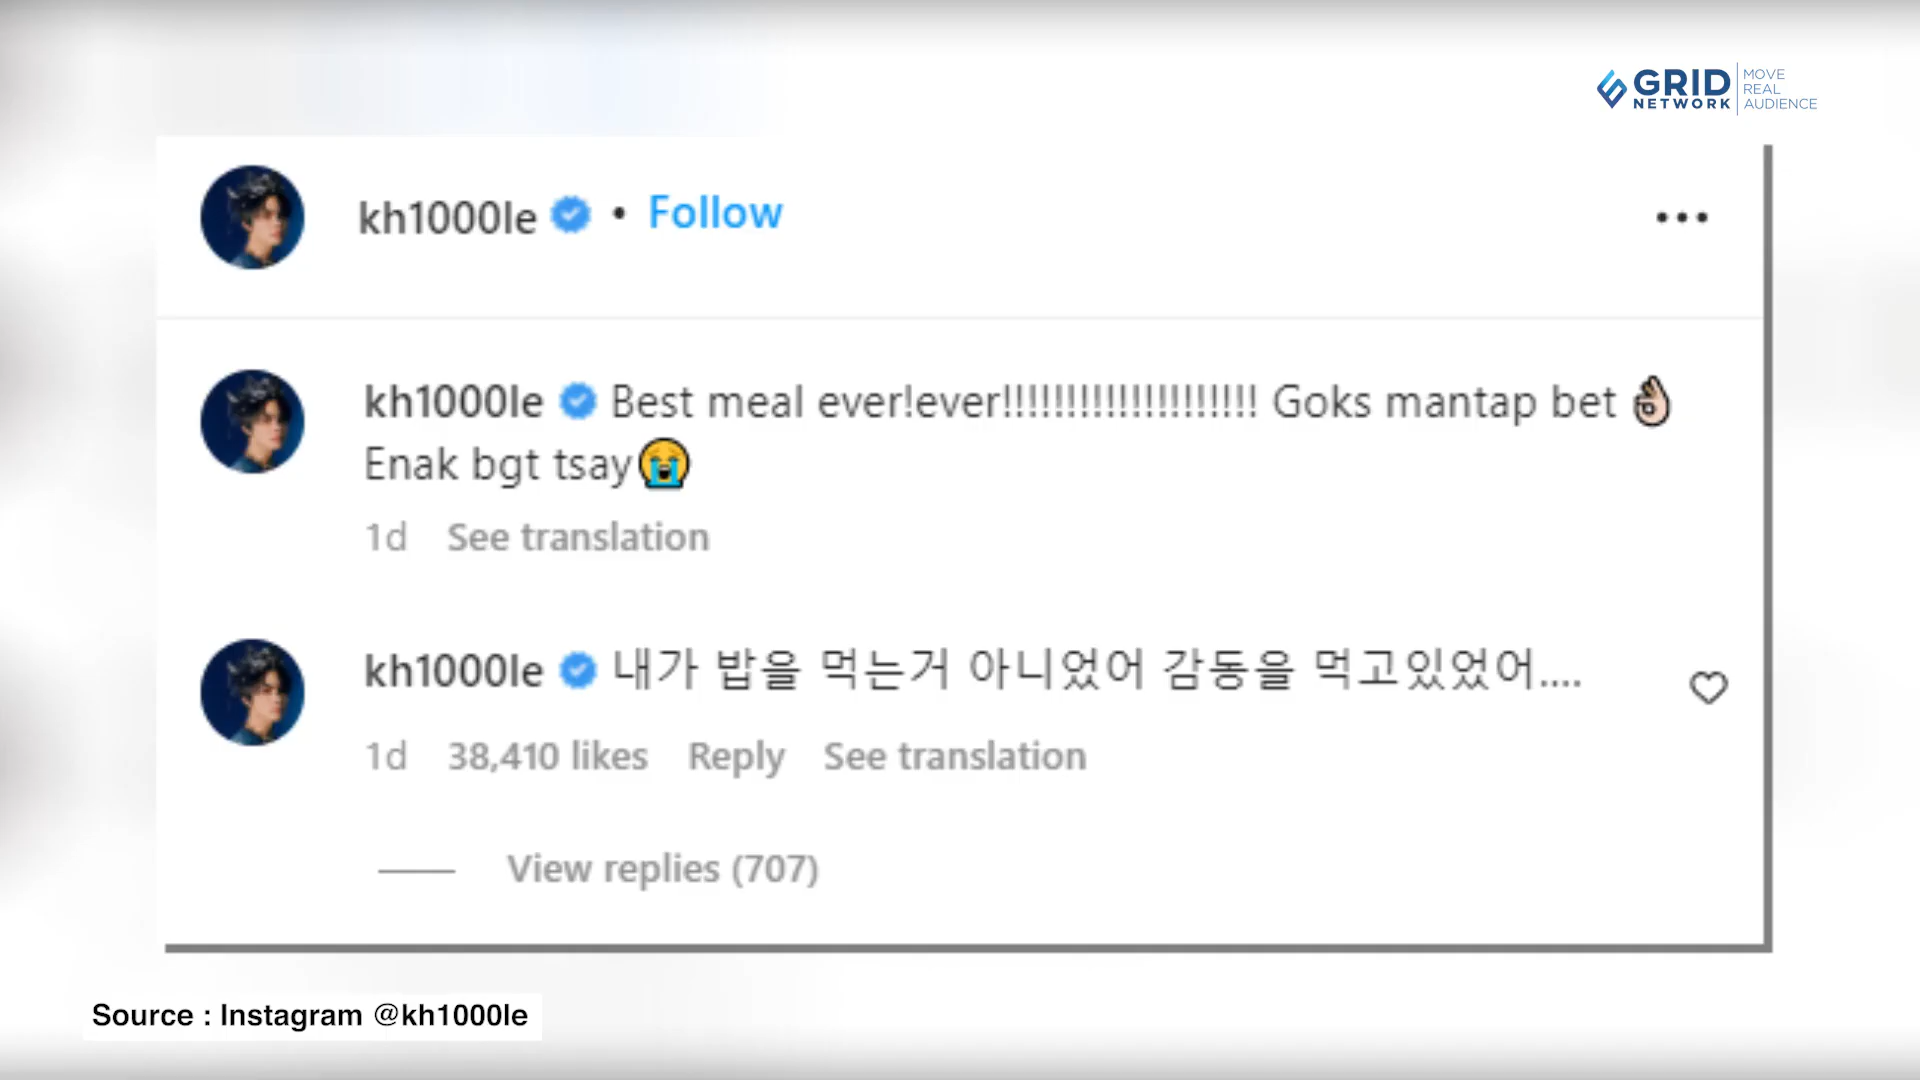 GRID
NETWORK
MOVE
REAL
AUDIENCE
kh1000le • Follow
kh1000le Best meal ever!ever!!!!!!!!!!!!!!!!!!!! Goks mantap bet 👌🏻
Enak bgt tsay😭
1d See translation
kh1000le 내가 밥을 먹는거 아니었어 감동을 먹고있었어....
1d 38,410 likes Reply See translation
View replies (707)
Source : Instagram @kh1000le